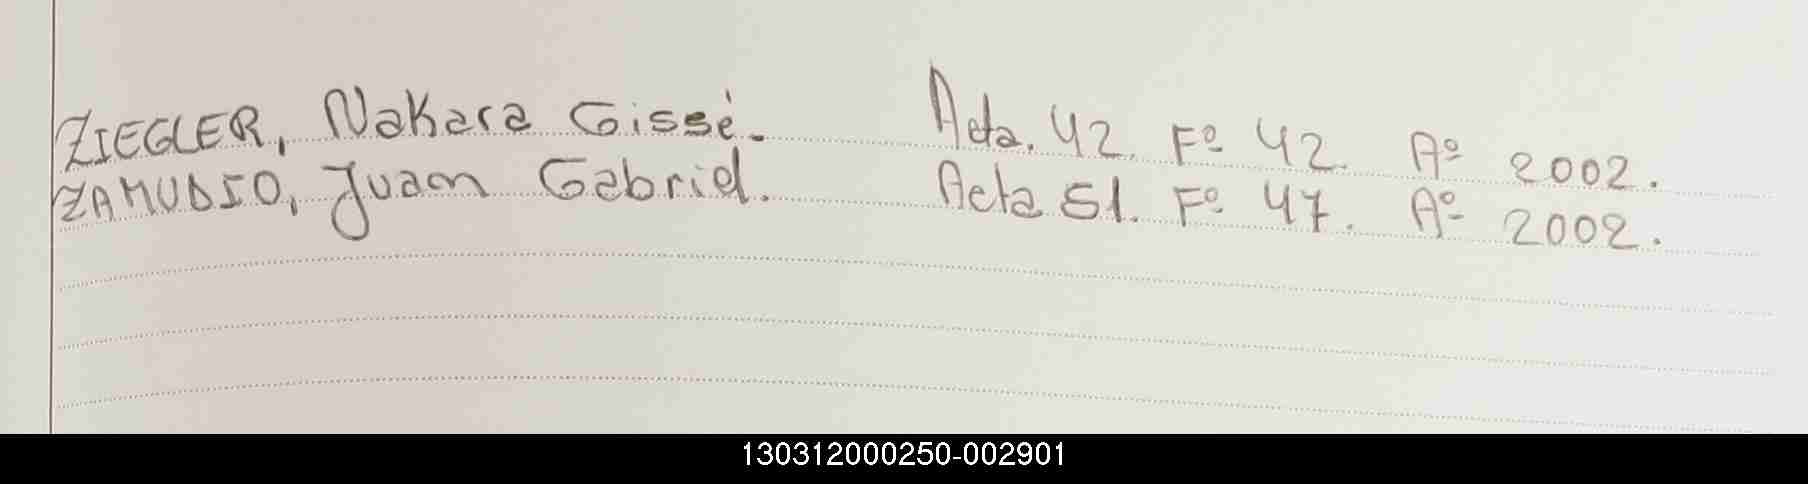 ZIEGLER, Nakara Gissé. Acta. 42. Fº 42. Aº 2002.
ZAMUDIO, Juan Gabriel. Acta 51. Fº 47. Aº 2002.
130312000250-002901